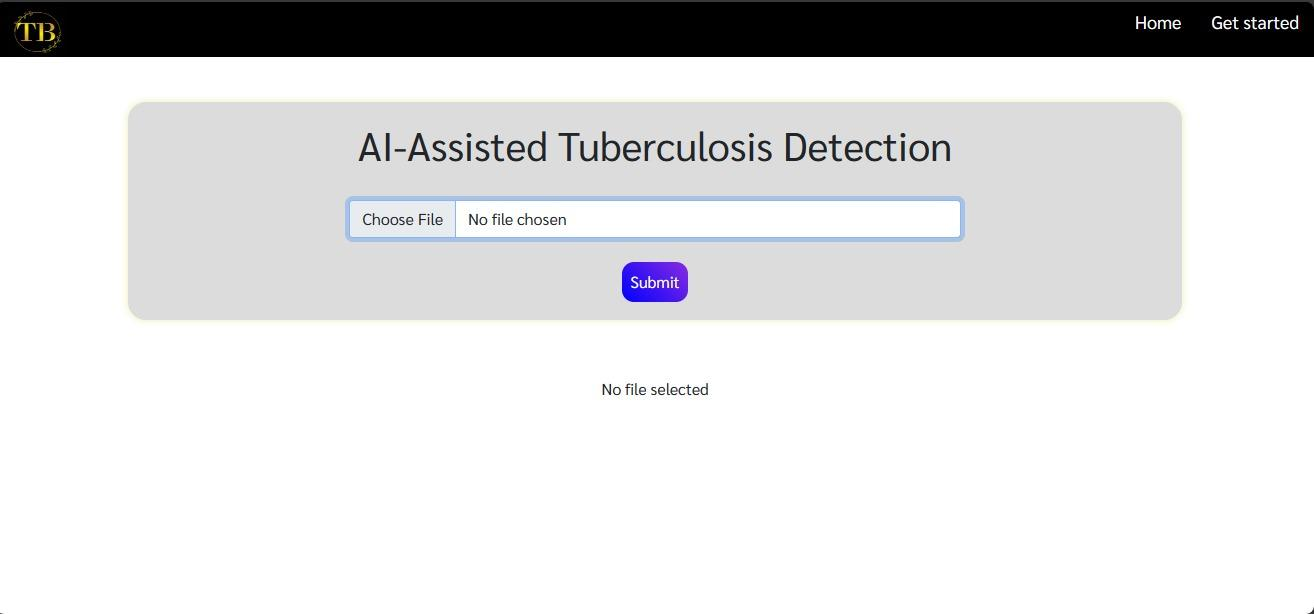 TB
Home
Get started
AI-Assisted Tuberculosis Detection
Choose File
No file chosen
Submit
No file selected